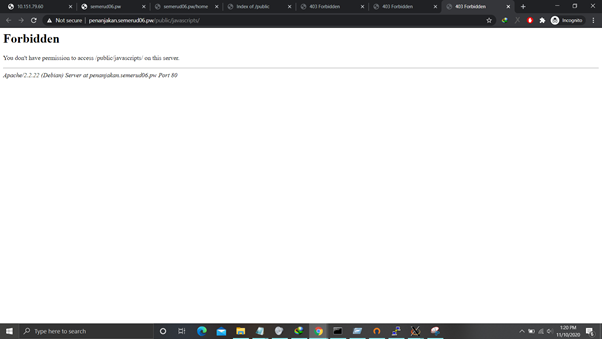 10.151.79.60
semerud06.pw
semerud06.pw/home
Index of /public
403 Forbidden
403 Forbidden
403 Forbidden
Not secure | penanjakan.semerud06.pw/public/javascripts/
Incognito
Forbidden
You don't have permission to access /public/javascripts/ on this server.
Apache/2.2.22 (Debian) Server at penanjakan.semerud06.pw Port 80
Type here to search
1:20 PM
11/10/2020